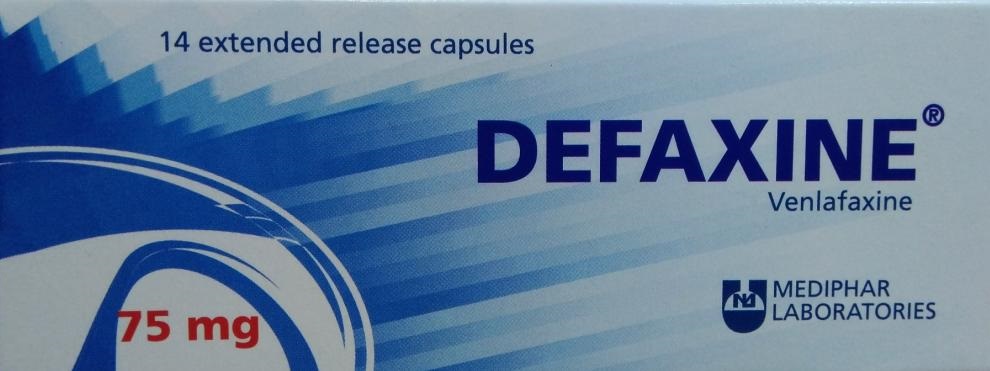 14 extended release capsules
DEFAXINE®
Venlafaxine
75 mg
MEDIPHAR
LABORATORIES